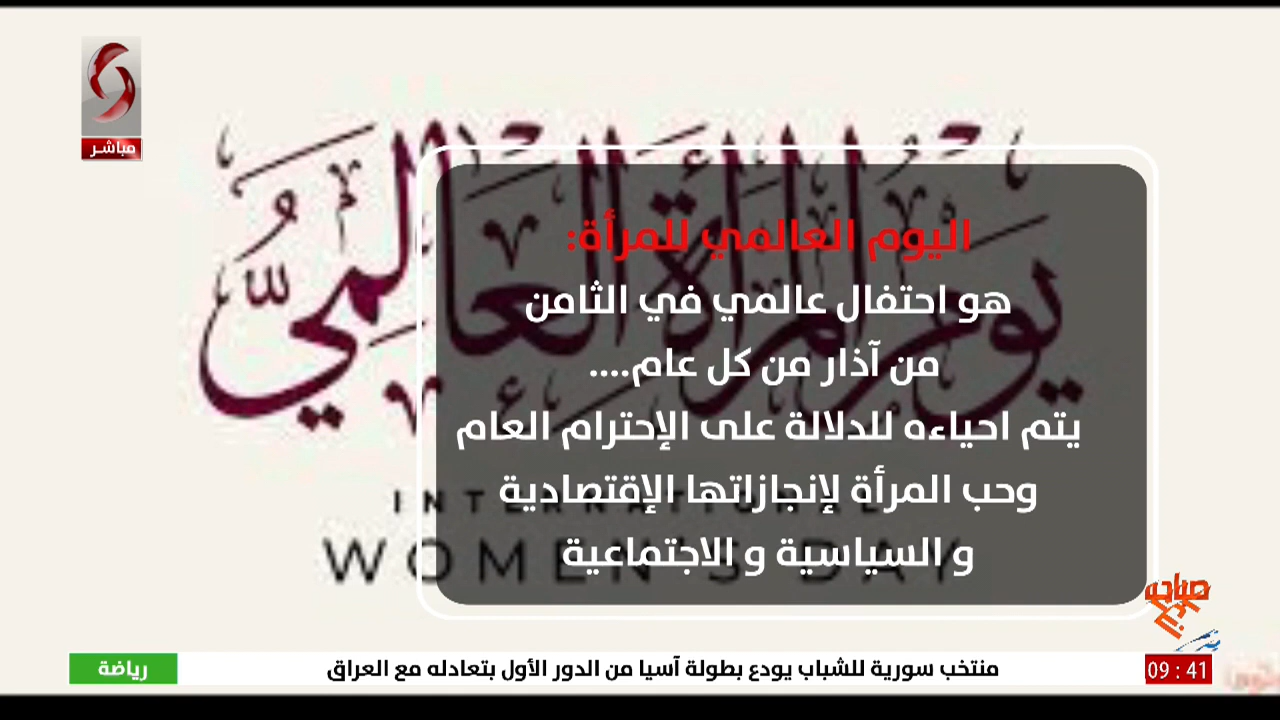 مباشر
يوم المرأة العالمي
اليوم العالمي للمرأة:
هو احتفال عالمي في الثامن
من آذار من كل عام....
يتم احياءه للدلالة على الإحترام العام
وحب المرأة لإنجازاتها الإقتصادية
و السياسية و الاجتماعية
INTERNATIONAL
WOMEN'S DAY
صباحنا
رياضة
منتخب سورية للشباب يودع بطولة آسيا من الدور الأول بتعادله مع العراق
09 : 41